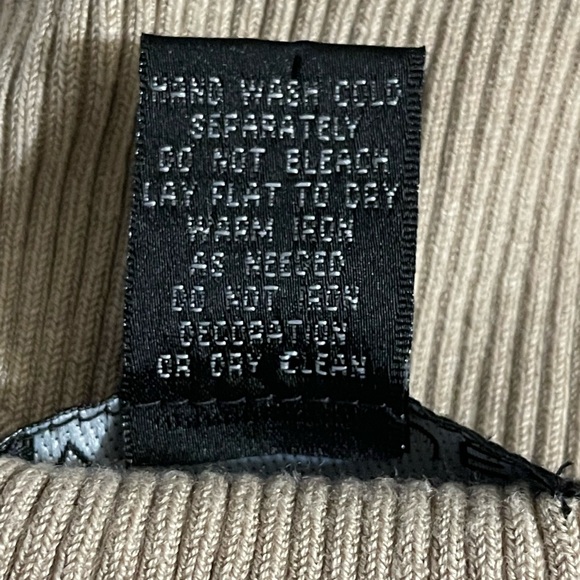 HAND WASH COLD
SEPARATELY
DO NOT BLEACH
LAY FLAT TO DRY
WARM IRON
AS NEEDED
DO NOT IRON
DECORATION
OR DRY CLEAN